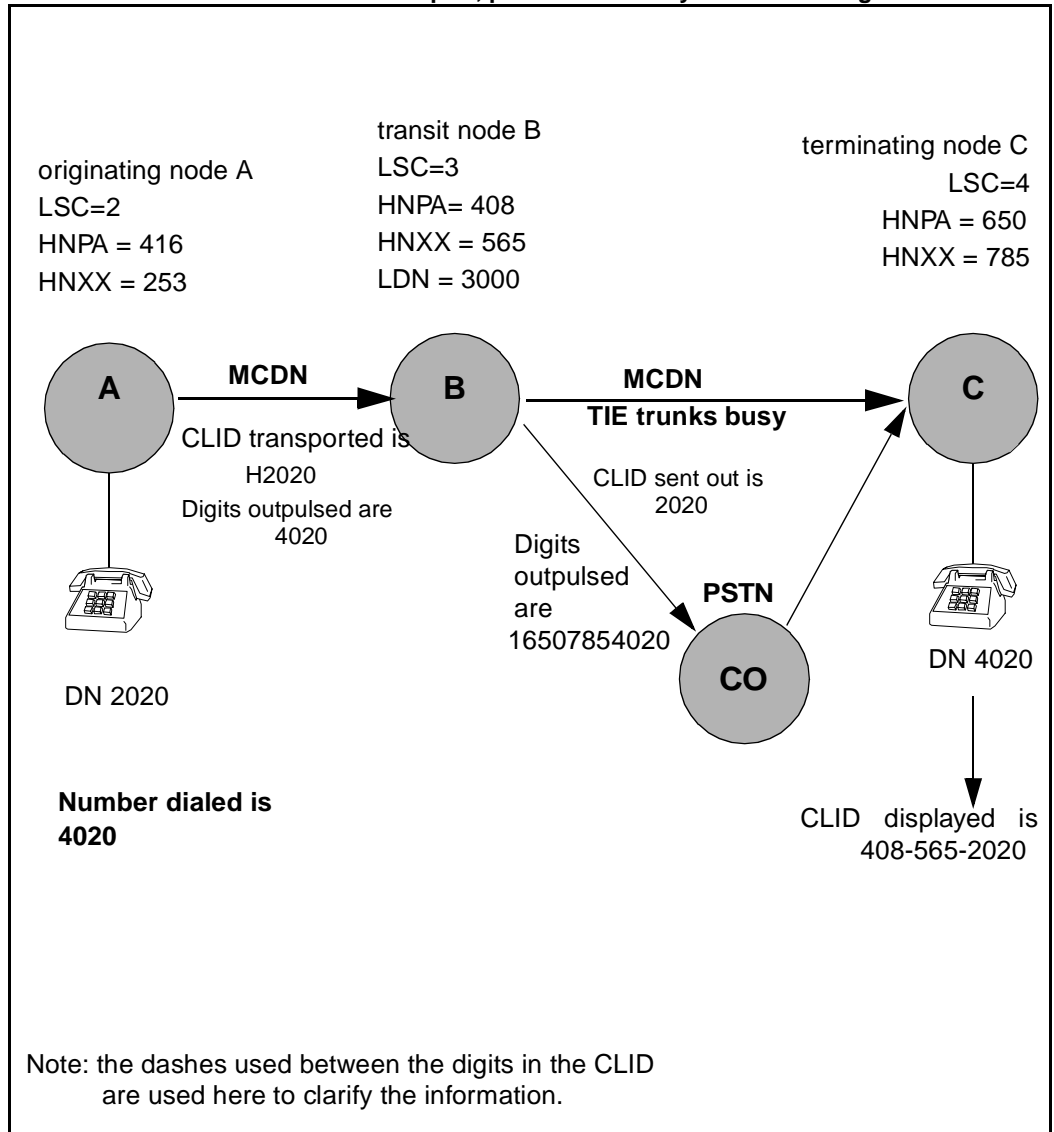 originating node A
LSC=2
HNPA = 416
HNXX = 253
transit node B
LSC=3
HNPA= 408
HNXX = 565
LDN = 3000
terminating node C
LSC=4
HNPA = 650
HNXX = 785
A
MCDN
B
MCDN
C
TIE trunks busy
CLID transported is
H2020
Digits outpulsed are
4020
CLID sent out is
2020
Digits
outpulsed
are
16507854020
PSTN
CO
DN 2020
DN 4020
Number dialed is
4020
CLID displayed is
408-565-2020
Note: the dashes used between the digits in the CLID
are used here to clarify the information.